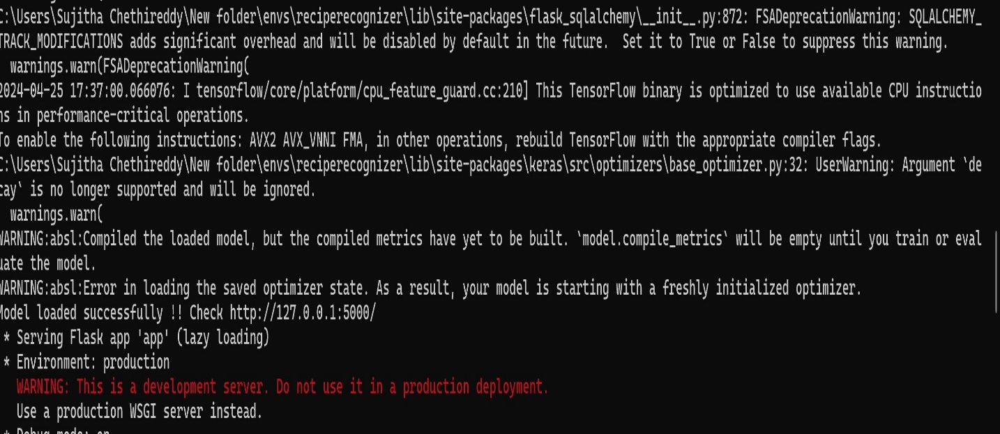 C:\Users\Sujitha Chethireddy\New folder\envs\reciperecognizer\lib\site-packages\flask_sqlalchemy\__init__.py:872: FSADeprecationWarning: SQLALCHEMY_
TRACK_MODIFICATIONS adds significant overhead and will be disabled by default in the future.  Set it to True or False to suppress this warning.
  warnings.warn(FSADeprecationWarning(
2024-04-25 17:37:00.066076: I tensorflow/core/platform/cpu_feature_guard.cc:210] This TensorFlow binary is optimized to use available CPU instructio
ns in performance-critical operations.
To enable the following instructions: AVX2 AVX_VNNI FMA, in other operations, rebuild TensorFlow with the appropriate compiler flags.
C:\Users\Sujitha Chethireddy\New folder\envs\reciperecognizer\lib\site-packages\keras\src\optimizers\base_optimizer.py:32: UserWarning: Argument `de
cay` is no longer supported and will be ignored.
  warnings.warn(
WARNING:absl:Compiled the loaded model, but the compiled metrics have yet to be built. `model.compile_metrics` will be empty until you train or eval
uate the model.
WARNING:absl:Error in loading the saved optimizer state. As a result, your model is starting with a freshly initialized optimizer.
Model loaded successfully !! Check http://127.0.0.1:5000/
 * Serving Flask app 'app' (lazy loading)
 * Environment: production
   WARNING: This is a development server. Do not use it in a production deployment.
   Use a production WSGI server instead.
 * Debug mode: on